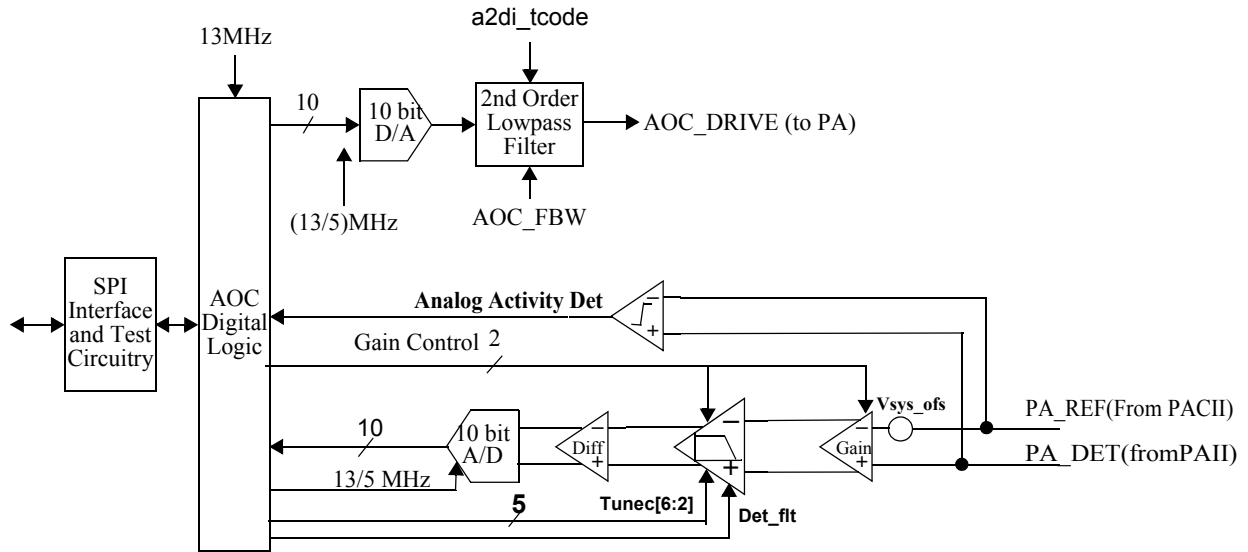 a2di_tcode
13MHz
10
10 bit
D/A
2nd Order
Lowpass
Filter
AOC_DRIVE (to PA)
(13/5)MHz
AOC_FBW
SPI
Interface
and Test
Circuitry
AOC
Digital
Logic
Analog Activity Det
Gain Control 2
Vsys_ofs
PA_REF(From PACII)
10
10 bit
A/D
Diff
Gain
PA_DET(fromPAII)
13/5 MHz
5
Tunec[6:2]
Det_flt